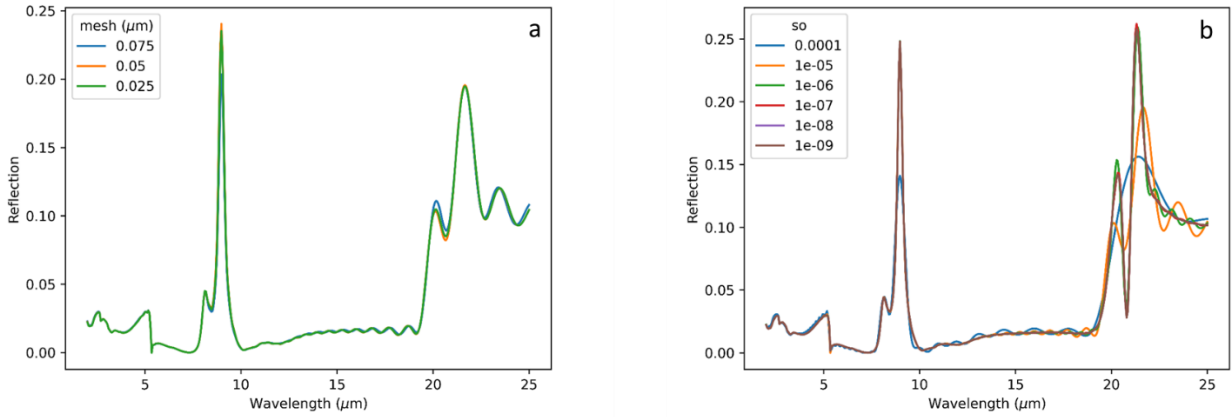 a
mesh (μm)
0.075
0.05
0.025
Reflection
0.25
0.20
0.15
0.10
0.05
0.00
5
10
15
20
25
Wavelength (μm)
b
so
0.0001
1e-05
1e-06
1e-07
1e-08
1e-09
Reflection
0.25
0.20
0.15
0.10
0.05
0.00
5
10
15
20
25
Wavelength (μm)